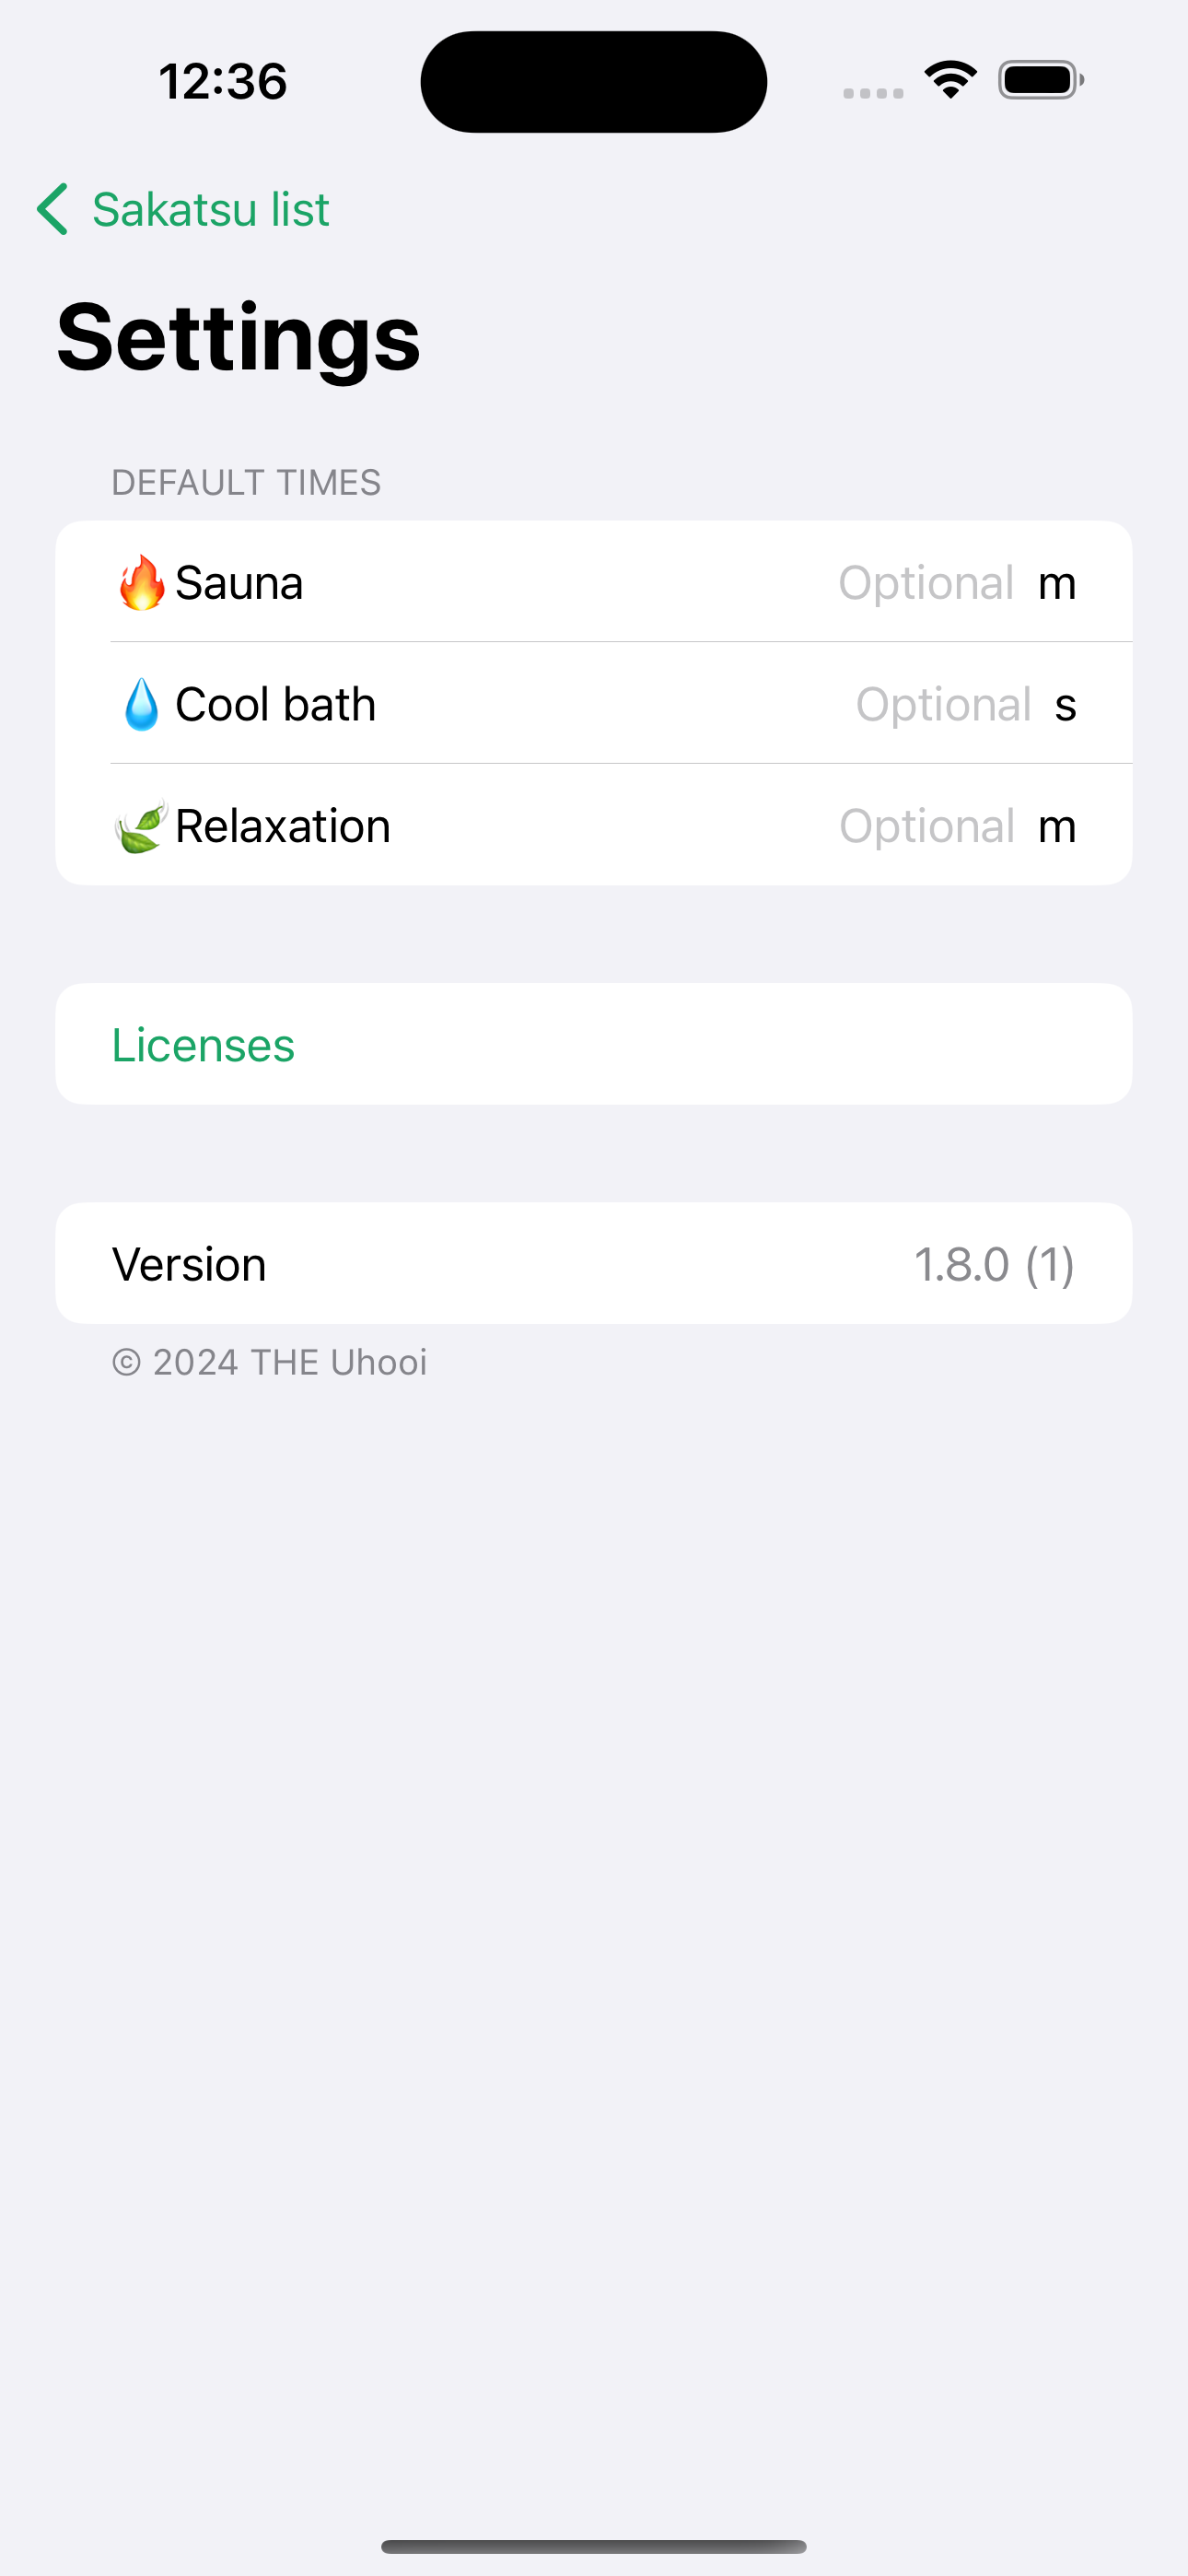 12:36
Sakatsu list
Settings
DEFAULT TIMES
🔥Sauna Optional m
💧Cool bath Optional s
🍃Relaxation Optional m
Licenses
Version 1.8.0 (1)
© 2024 THE Uhooi